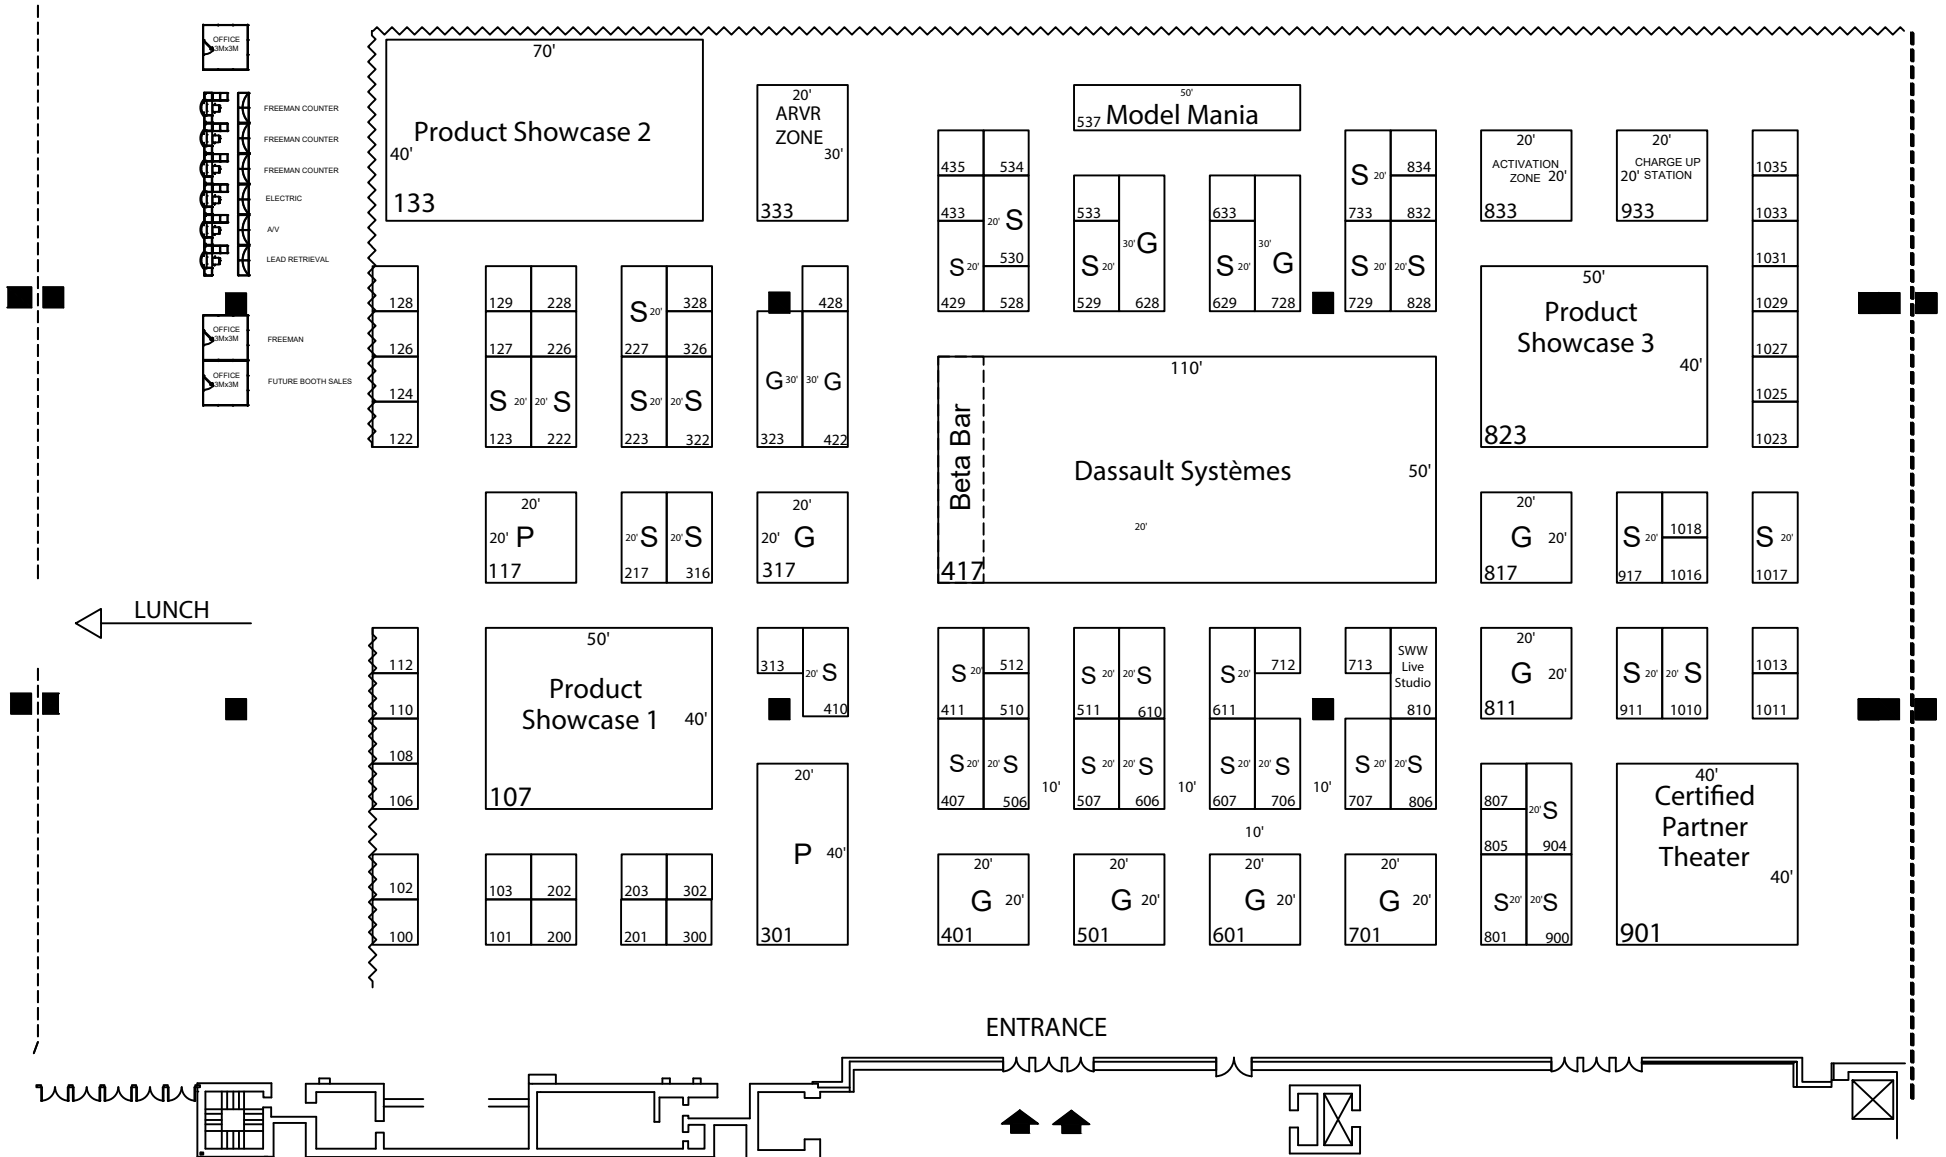 OFFICE
3Mx3M
FREEMAN COUNTER
FREEMAN COUNTER
FREEMAN COUNTER
ELECTRIC
A/V
LEAD RETRIEVAL
OFFICE
3Mx3M
FREEMAN
OFFICE
3Mx3M
FUTURE BOOTH SALES
LUNCH
70'
Product Showcase 2
40'
133
20'
ARVR
ZONE
30'
333
50'
537 Model Mania
435 534
433 20' S
530
S 20'
429 528
533 30' G
S 20'
529 628
633 30' G
S 20'
629 728
S 20' 834
733 832
S 20' 20' S
729 828
20'
ACTIVATION
ZONE 20'
833
20'
CHARGE UP
20' STATION
933
1035
1033
1031
1029
1027
1025
1023
128
126
124
122
129 228
127 226
S 20' 20' S
123 222
S 20' 328
227 326
S 20' 20' S
223 322
428
G 30' 30' G
323 422
110'
Beta Bar
Dassault Systèmes
50'
20'
417
50'
Product
Showcase 3
40'
823
20'
20' P
117
20' S 20' S
217 316
20'
20' G
317
20'
G 20'
817
S 20' 1018
917 1016
S 20'
1017
112
110
108
106
50'
Product
Showcase 1
40'
107
313 20' S
410
S 20' 512
411 510
S 20' 20' S
407 506
10'
S 20' 20' S
511 610
S 20' 20' S
507 606
10'
S 20' 712
611
S 20' 20' S
607 706
10'
10'
713 SWW
Live
Studio
810
S 20' 20' S
707 806
20'
G 20'
811
S 20' 20' S
911 1010
1013
1011
102
100
103 202
101 200
203 302
201 300
20'
P 40'
301
20'
G 20'
401
20'
G 20'
501
20'
G 20'
601
20'
G 20'
701
807 20' S
805 904
S 20' 20' S
801 900
40'
Certified
Partner
Theater
40'
901
ENTRANCE